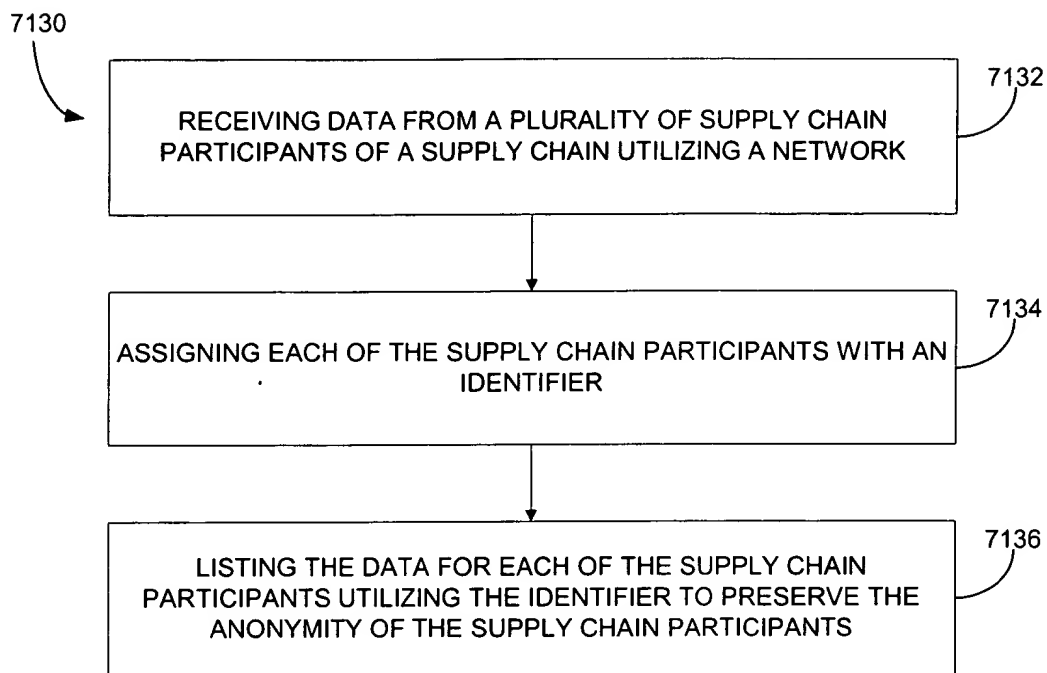 7130
7132
RECEIVING DATA FROM A PLURALITY OF SUPPLY CHAIN
PARTICIPANTS OF A SUPPLY CHAIN UTILIZING A NETWORK
7134
ASSIGNING EACH OF THE SUPPLY CHAIN PARTICIPANTS WITH AN
IDENTIFIER
7136
LISTING THE DATA FOR EACH OF THE SUPPLY CHAIN
PARTICIPANTS UTILIZING THE IDENTIFIER TO PRESERVE THE
ANONYMITY OF THE SUPPLY CHAIN PARTICIPANTS